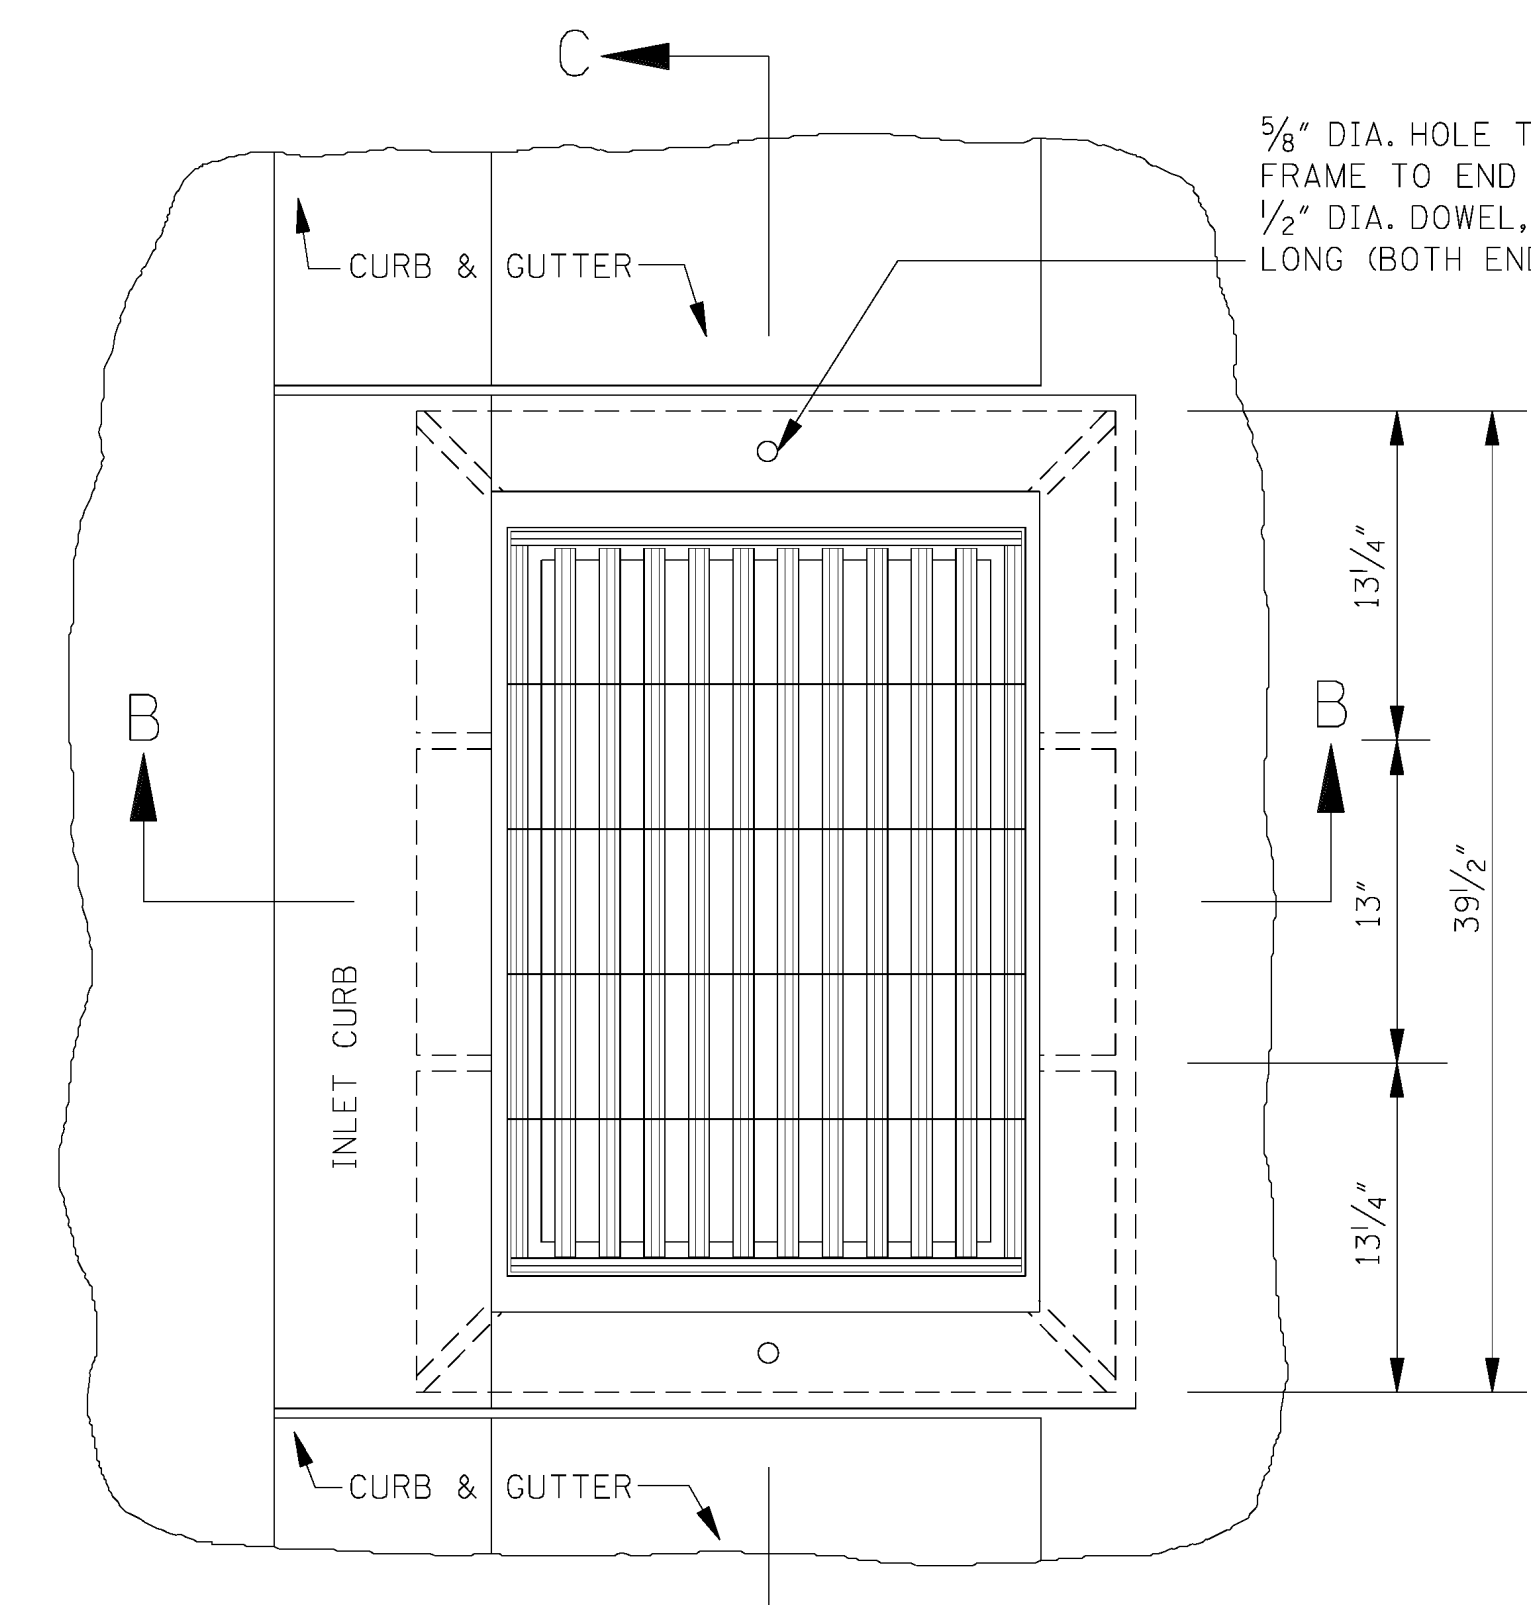 C
5/8" DIA. HOLE T
FRAME TO END
1/2" DIA. DOWEL,
LONG (BOTH END
CURB & GUTTER
13 1/4"
B
B
13"
39 1/2"
INLET CURB
13 1/4"
CURB & GUTTER